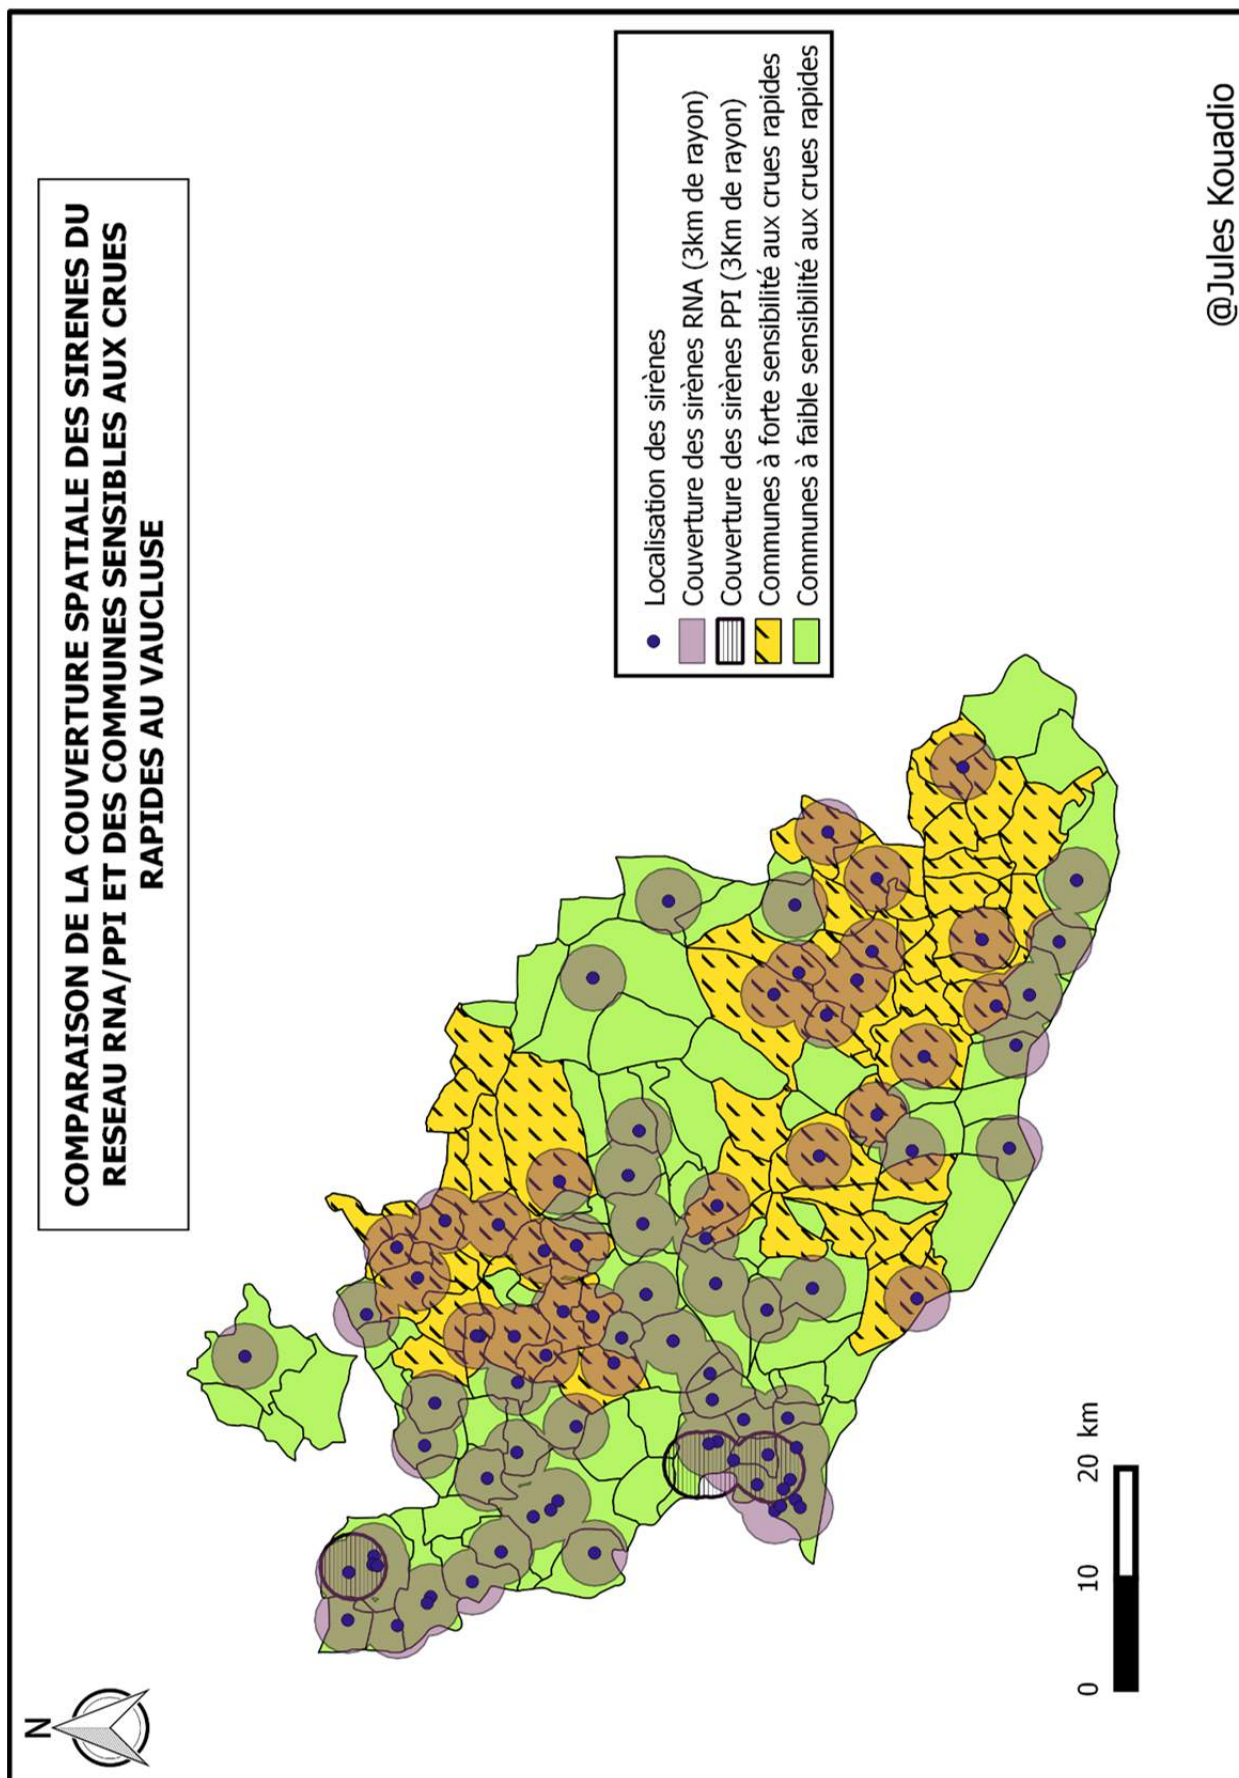 COMPARAISON DE LA COUVERTURE SPATIALE DES SIRENES DU
RESEAU RNA/PPI ET DES COMMUNES SENSIBLES AUX CRUES
RAPIDES AU VAUCLUSE
N
Localisation des sirènes
Couverture des sirènes RNA (3km de rayon)
Couverture des sirènes PPI (3Km de rayon)
Communes à forte sensibilité aux crues rapides
Communes à faible sensibilité aux crues rapides
0 10 20 km
@Jules Kouadio